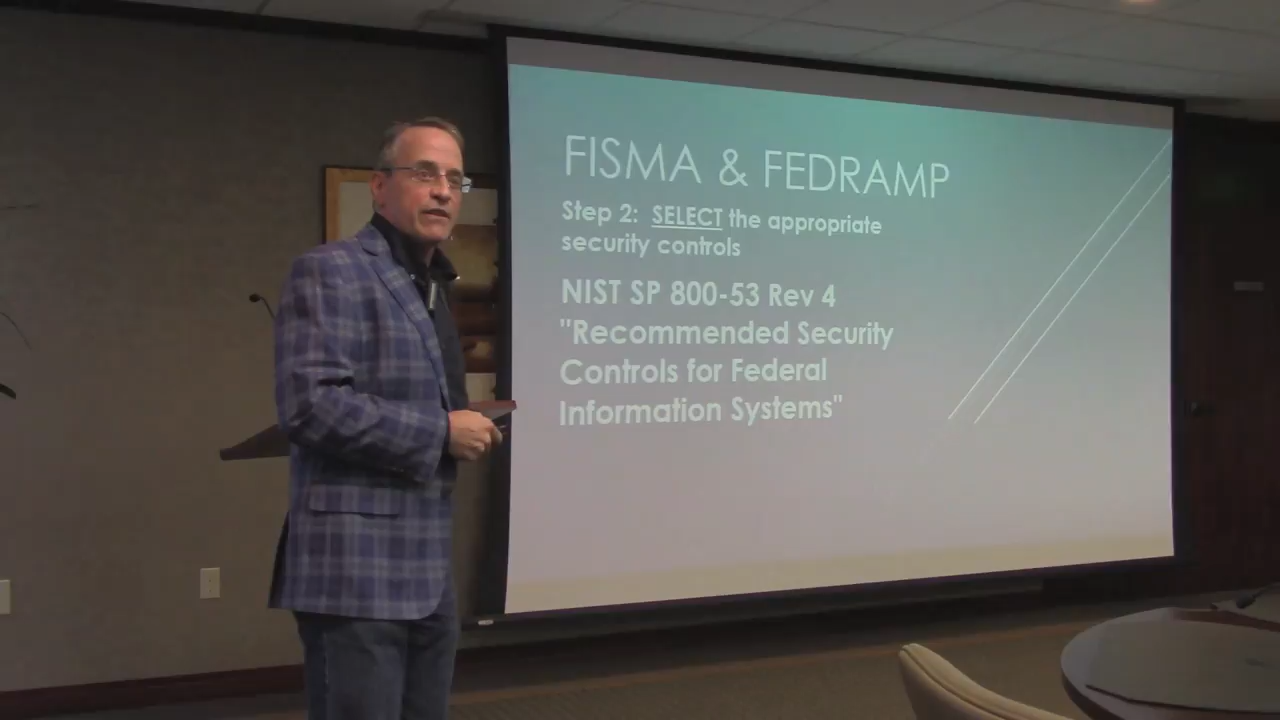 FISMA & FEDRAMP
Step 2: SELECT the appropriate
security controls
NIST SP 800-53 Rev 4
"Recommended Security
Controls for Federal
Information Systems"